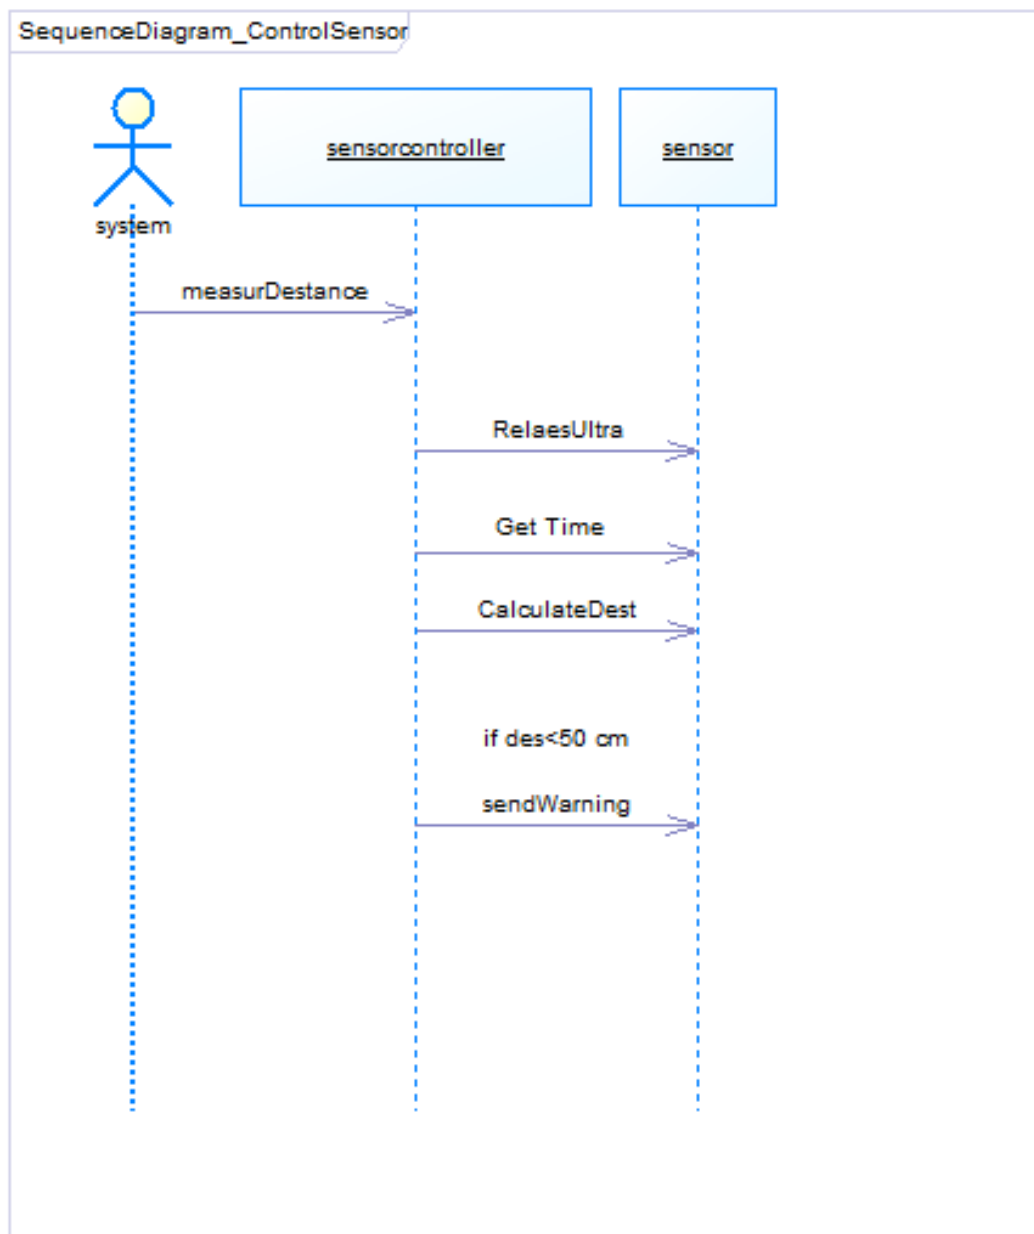 SequenceDiagram_ControlSensor
sensorcontroller
sensor
system
measurDestance
RelaesUltra
Get Time
CalculateDest
if des<50 cm
sendWarning